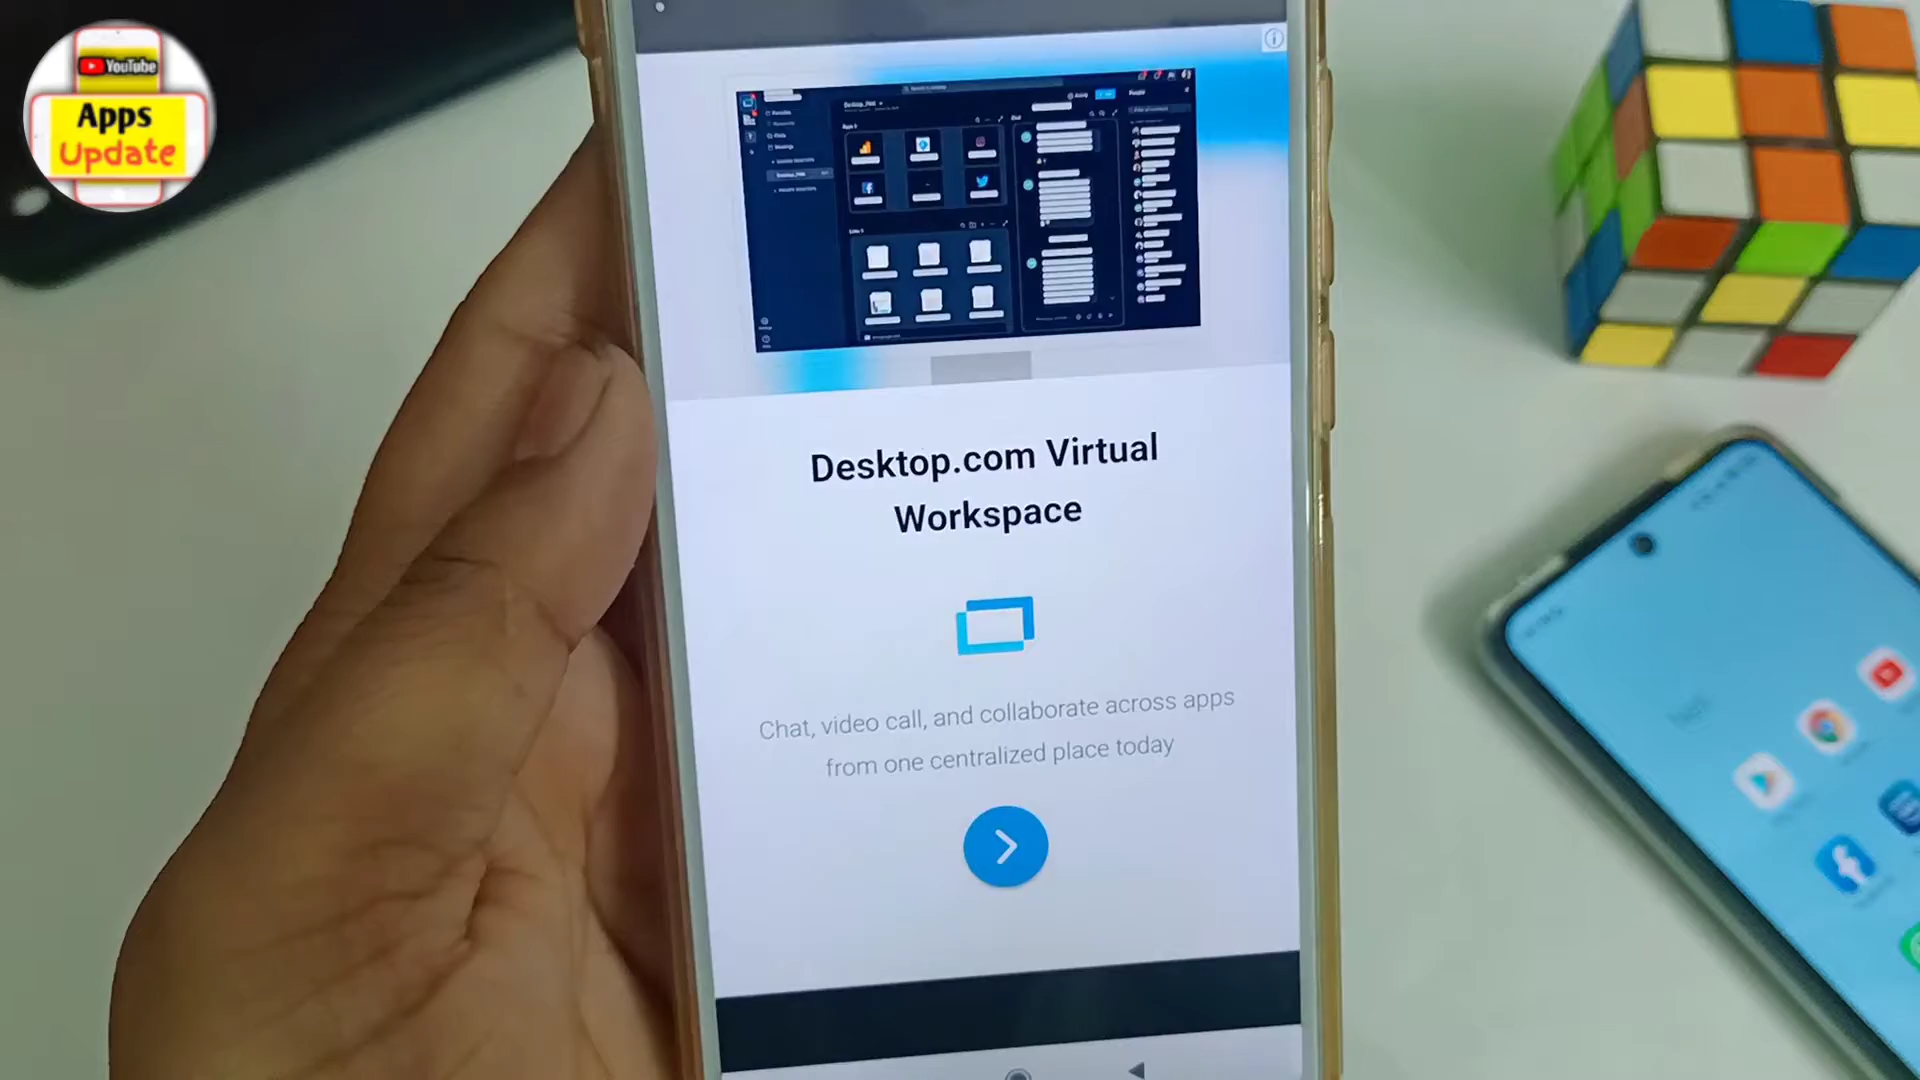 YouTube
Apps
Update
Desktop.com Virtual
Workspace
Chat, video call, and collaborate across apps
from one centralized place today